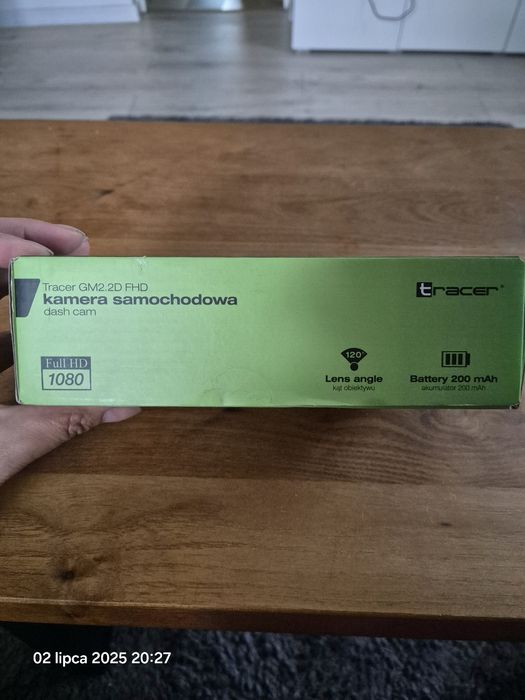 Tracer GM2.2D FHD
kamera samochodowa
dash cam
tracer®
Full HD
1080
120°
Lens angle
kąt obiektywu
Battery 200 mAh
akumulator 200 mAh
02 lipca 2025 20:27